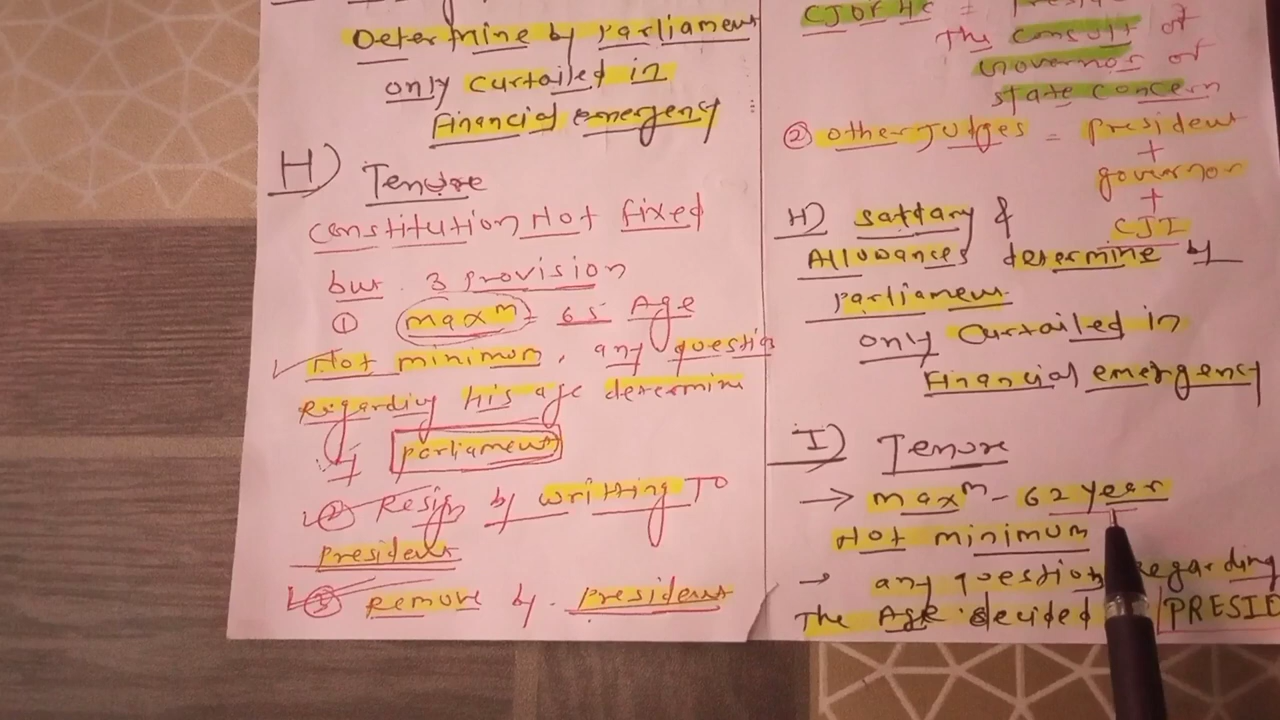 Determine by Parliament
only curtailed in
Financial emergency
H) Tenure
constitution Not fixed
but 3 provision
① maxᵐ = 65 Age
Not minimum, any questio
Regarding His age determine
by Parliament
② Resign by writting To
President
③ Remove by President
CJ OF HC =
The consult of
Governor of
state concern
② other Judges = President
+
governor
+
CJI
H) Saldary &
Allowances determine by
Parliament
only Curtailed in
Financial emergency
I) Tenure
→ maxᵐ - 62 year
Not minimum
→ any question regarding
The Age decided PRESIE